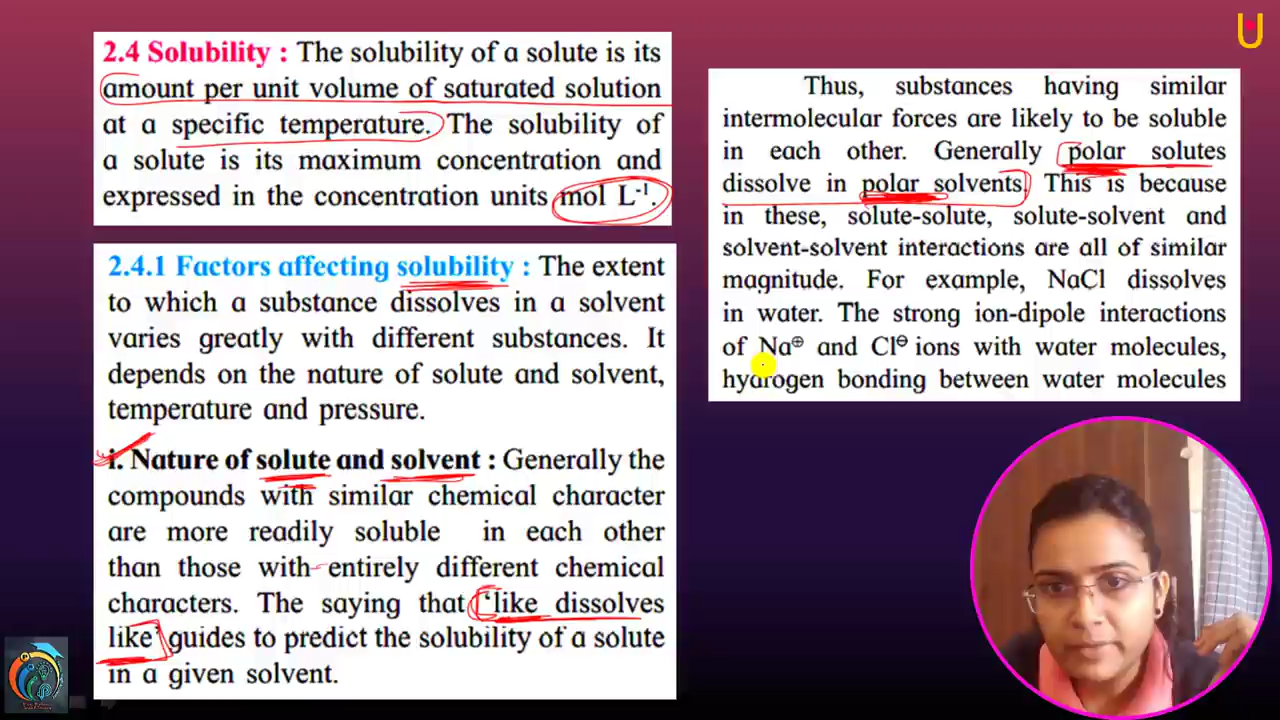 2.4 Solubility : The solubility of a solute is its
amount per unit volume of saturated solution
at a specific temperature. The solubility of
a solute is its maximum concentration and
expressed in the concentration units mol L⁻¹.
2.4.1 Factors affecting solubility : The extent
to which a substance dissolves in a solvent
varies greatly with different substances. It
depends on the nature of solute and solvent,
temperature and pressure.
i. Nature of solute and solvent : Generally the
compounds with similar chemical character
are more readily soluble in each other
than those with entirely different chemical
characters. The saying that 'like dissolves
like' guides to predict the solubility of a solute
in a given solvent.
Thus, substances having similar
intermolecular forces are likely to be soluble
in each other. Generally polar solutes
dissolve in polar solvents. This is because
in these, solute-solute, solute-solvent and
solvent-solvent interactions are all of similar
magnitude. For example, NaCl dissolves
in water. The strong ion-dipole interactions
of Na⊕ and Cl⊖ ions with water molecules,
hydrogen bonding between water molecules